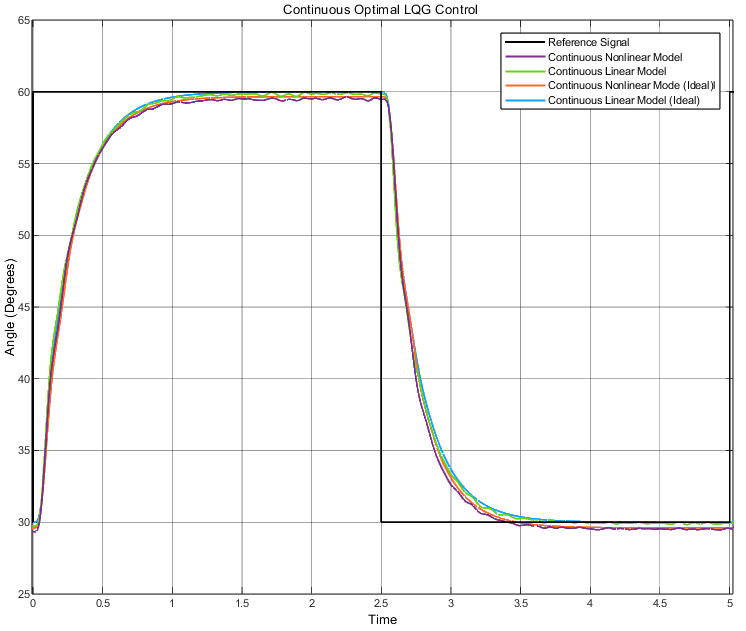 Continuous Optimal LQG Control
65
60
55
50
45
40
35
30
25
Angle (Degrees)
Reference Signal
Continuous Nonlinear Model
Continuous Linear Model
Continuous Nonlinear Mode (Ideal)l
Continuous Linear Model (Ideal)
0 0.5 1 1.5 2 2.5 3 3.5 4 4.5 5
Time